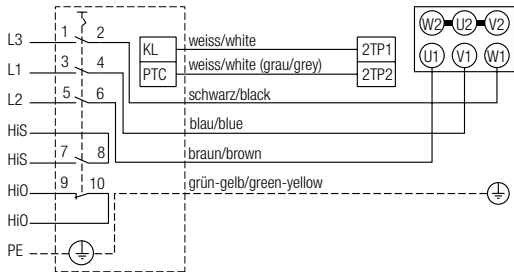 L3 1 2
KL weiss/white 2TP1
W2 U2 V2
L1 3 4
PTC weiss/white (grau/grey) 2TP2
U1 V1 W1
L2 5 6
schwarz/black
HiS
blau/blue
HiS 7 8
braun/brown
HiO 9 10
grün-gelb/green-yellow
HiO
PE